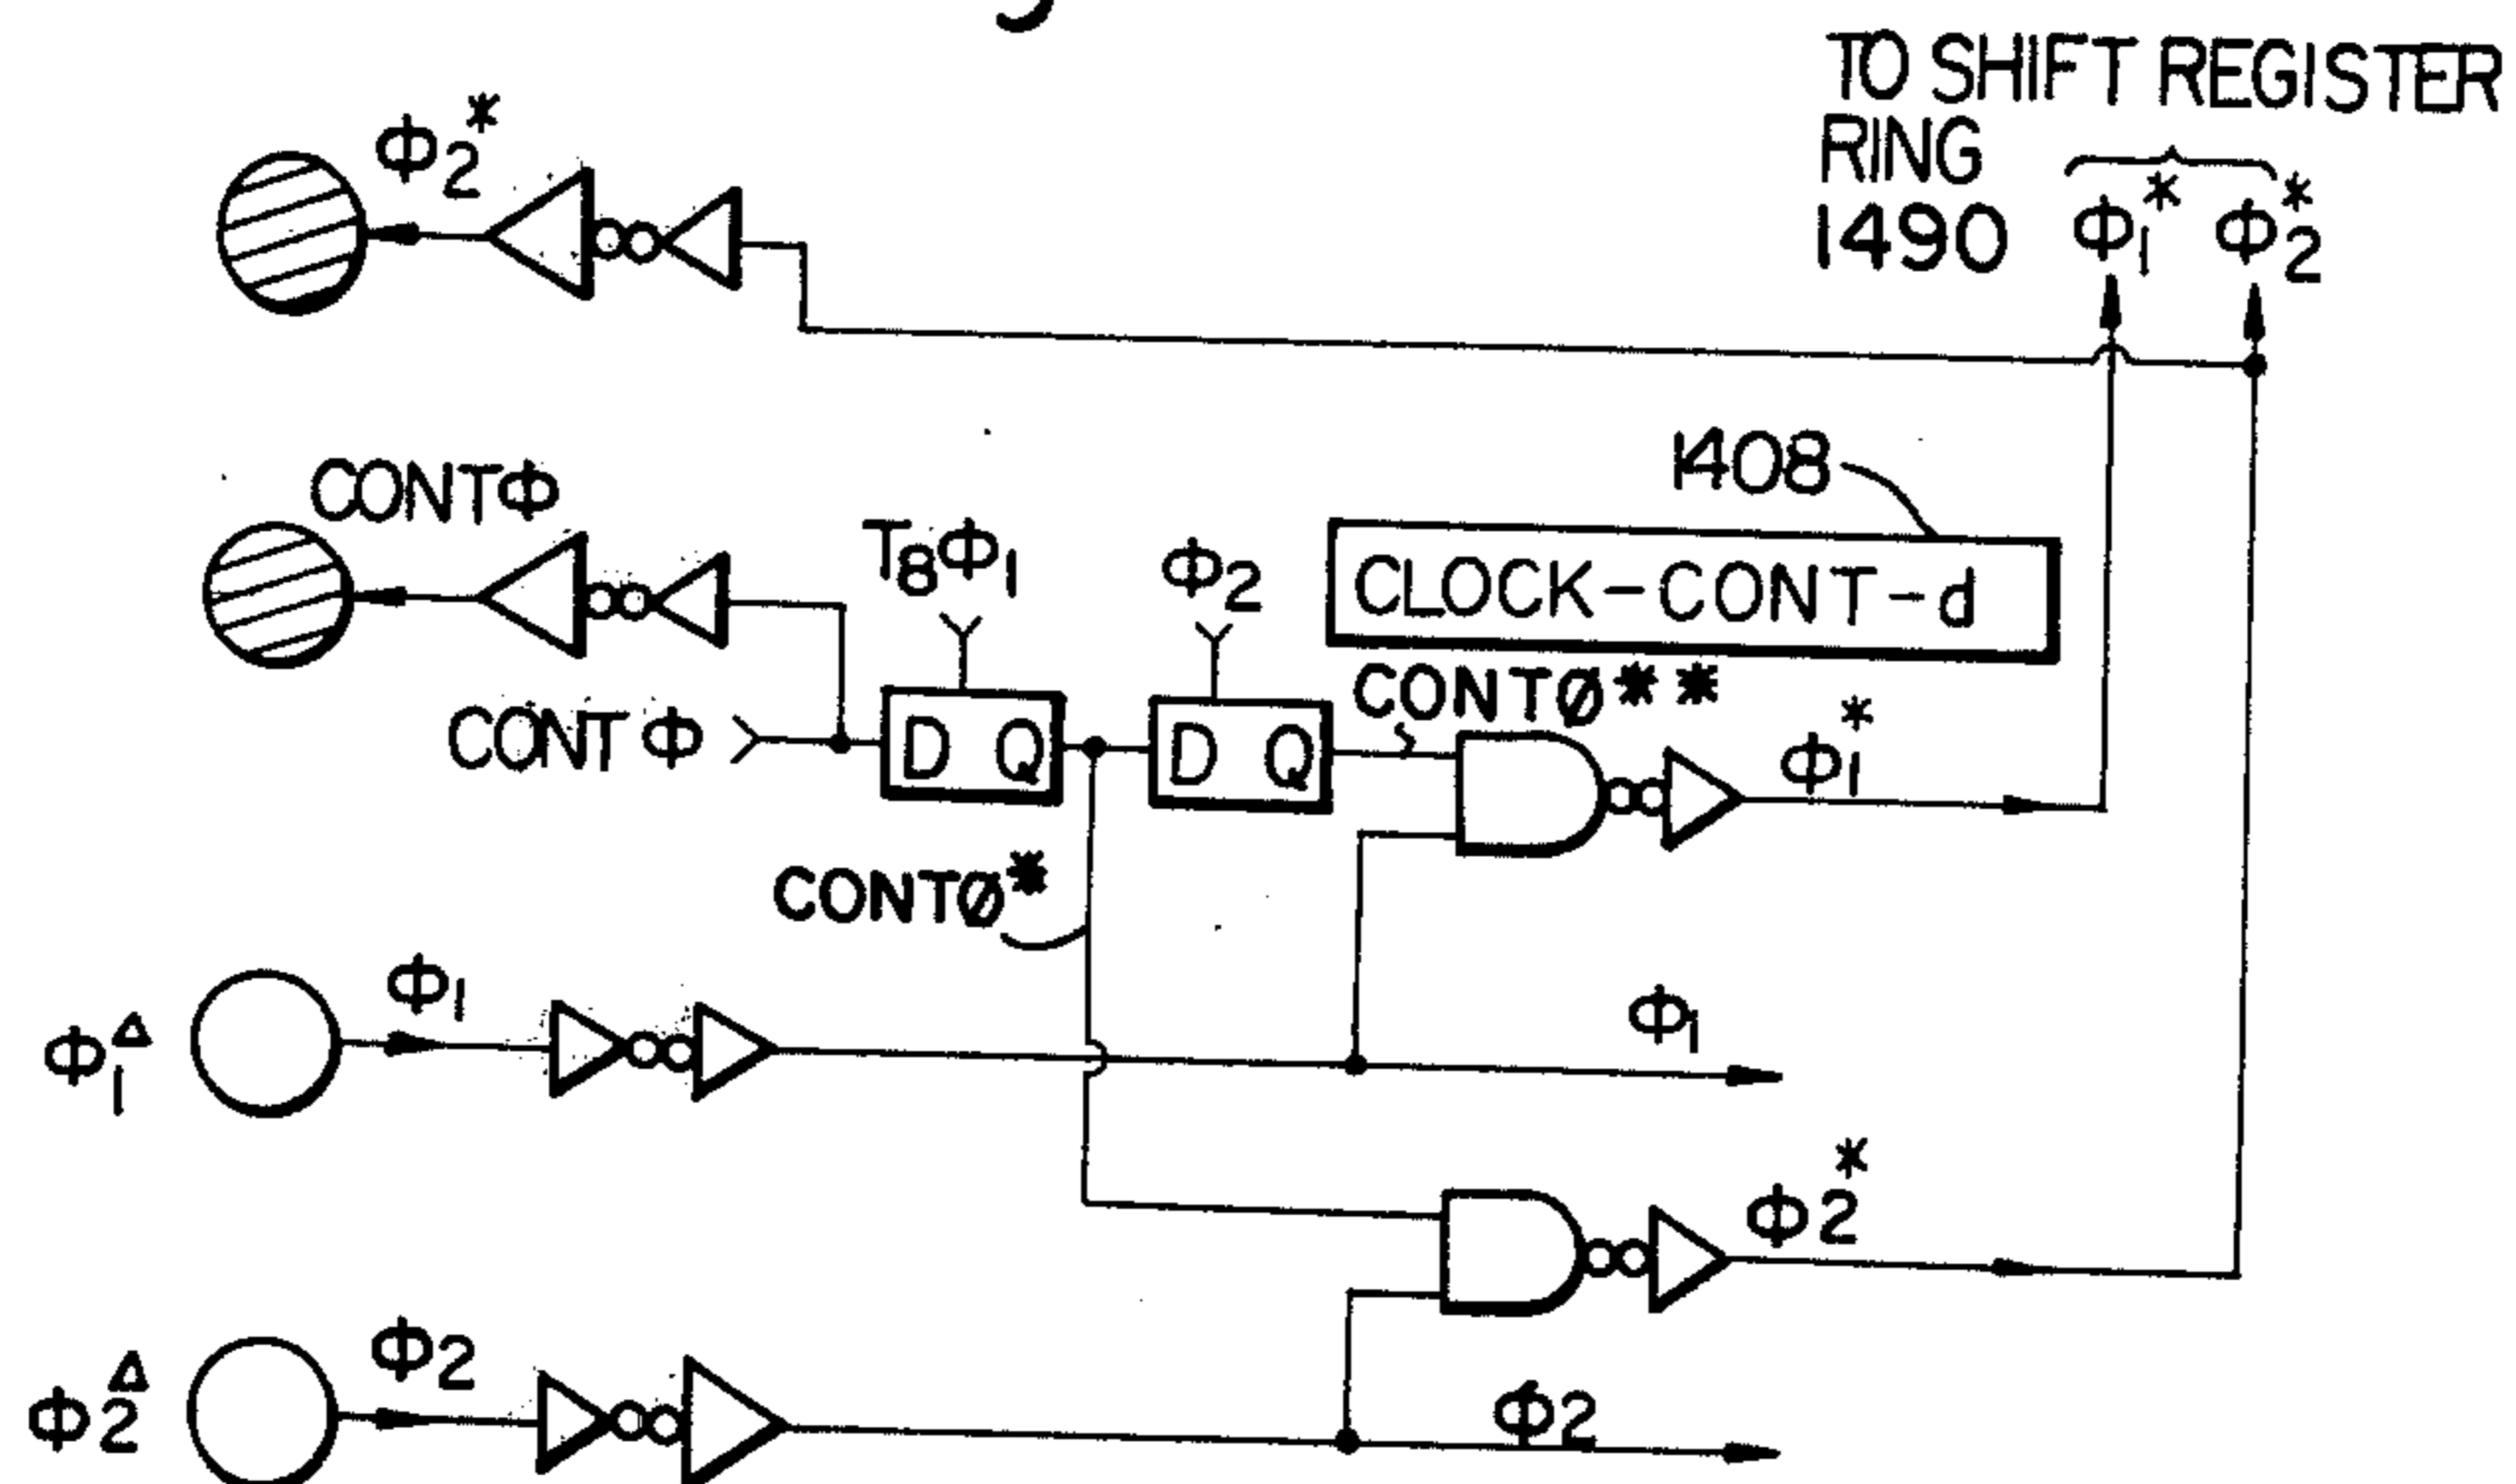 TO SHIFT REGISTER
RING
1490
Φ1* Φ2*
Φ2*
1408
CONTΦ
T8Φ1
Φ2
CLOCK-CONT-d
CONTØ**
CONTΦ
D Q
D Q
Φ1*
CONTØ*
Φ1
Φ1Δ
Φ1
Φ2*
Φ2
Φ2Δ
Φ2